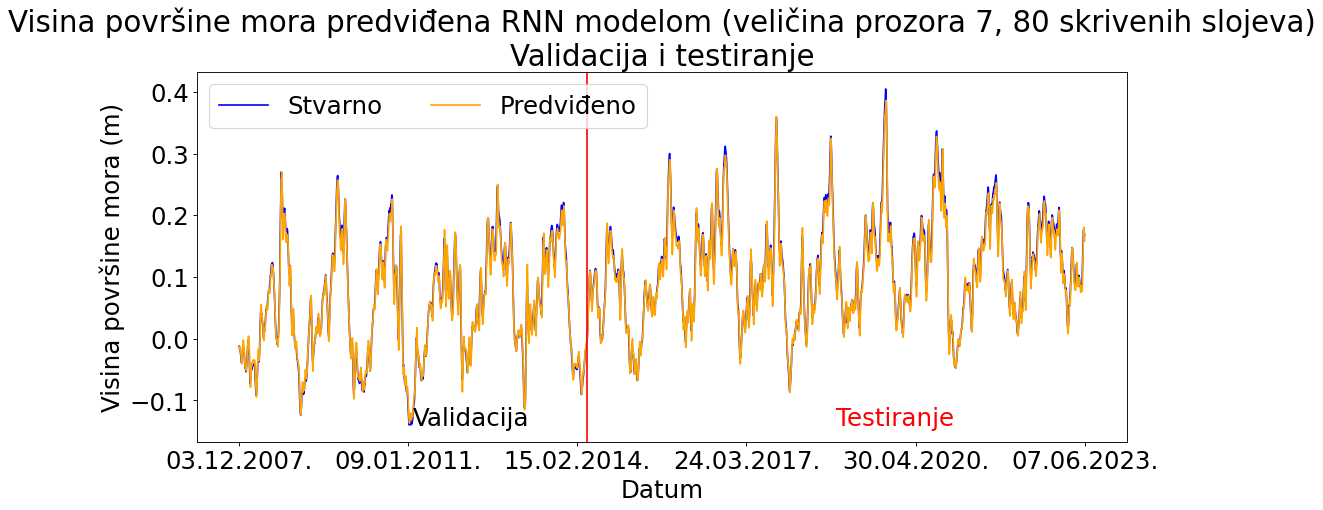 Visina površine mora predviđena RNN modelom (veličina prozora 7, 80 skrivenih slojeva)
Validacija i testiranje
Stvarno
Predviđeno
Visina površine mora (m)
0.4
0.3
0.2
0.1
0.0
−0.1
Validacija
Testiranje
03.12.2007.
09.01.2011.
15.02.2014.
24.03.2017.
30.04.2020.
07.06.2023.
Datum